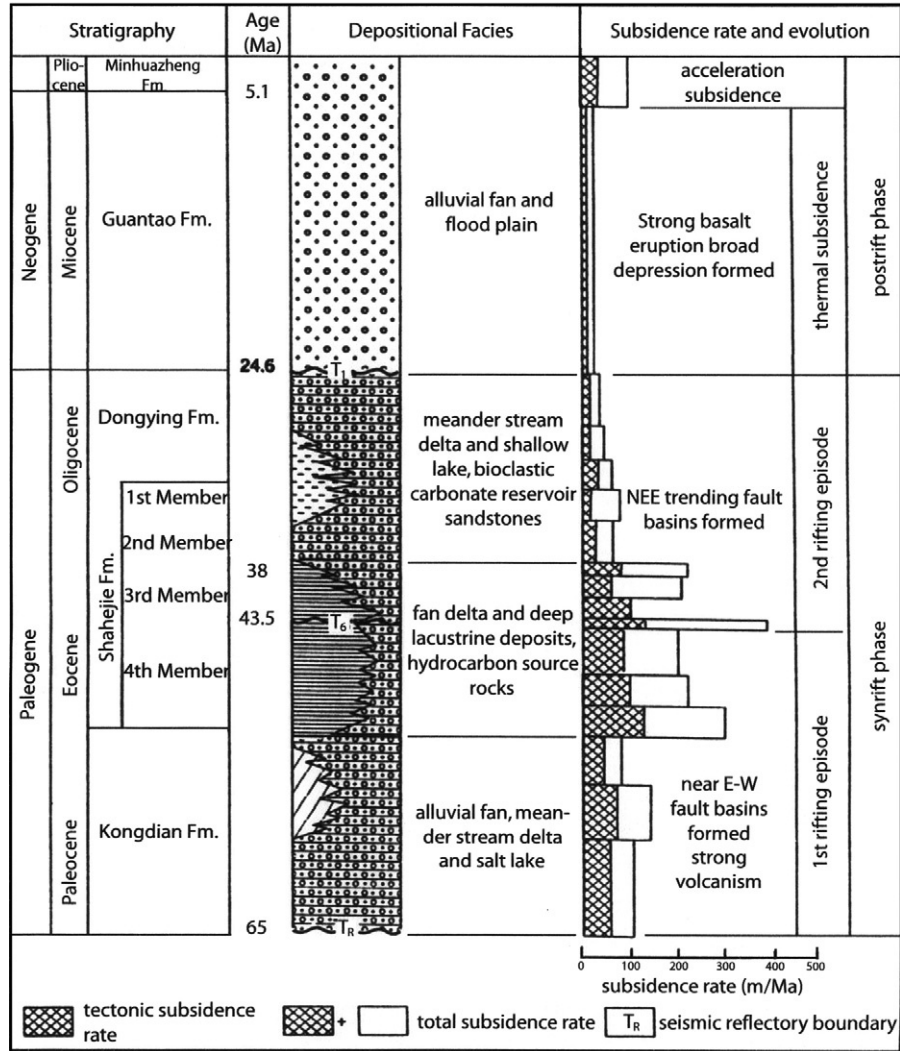 Stratigraphy
Age
(Ma)
Depositional Facies
Subsidence rate and evolution
Neogene
Plio-
cene
Minhuazheng
Fm
5.1
acceleration
subsidence
Miocene
Guantao Fm.
alluvial fan and
flood plain
Strong basalt
eruption broad
depression formed
thermal subsidence
postrift phase
24.6
T1
Paleogene
Oligocene
Dongying Fm.
meander stream
delta and shallow
lake, bioclastic
carbonate reservoir
sandstones
NEE trending fault
basins formed
2nd rifting episode
synrift phase
Shahejie Fm.
1st Member
2nd Member
38
3rd Member
43.5
T6
Eocene
4th Member
fan delta and deep
lacustrine deposits,
hydrocarbon source
rocks
Paleocene
Kongdian Fm.
alluvial fan, mean-
der stream delta
and salt lake
near E-W
fault basins
formed
strong
volcanism
1st rifting episode
65
TR
0 100 200 300 400 500
subsidence rate (m/Ma)
tectonic subsidence
rate
+
total subsidence rate
TR
seismic reflectory boundary